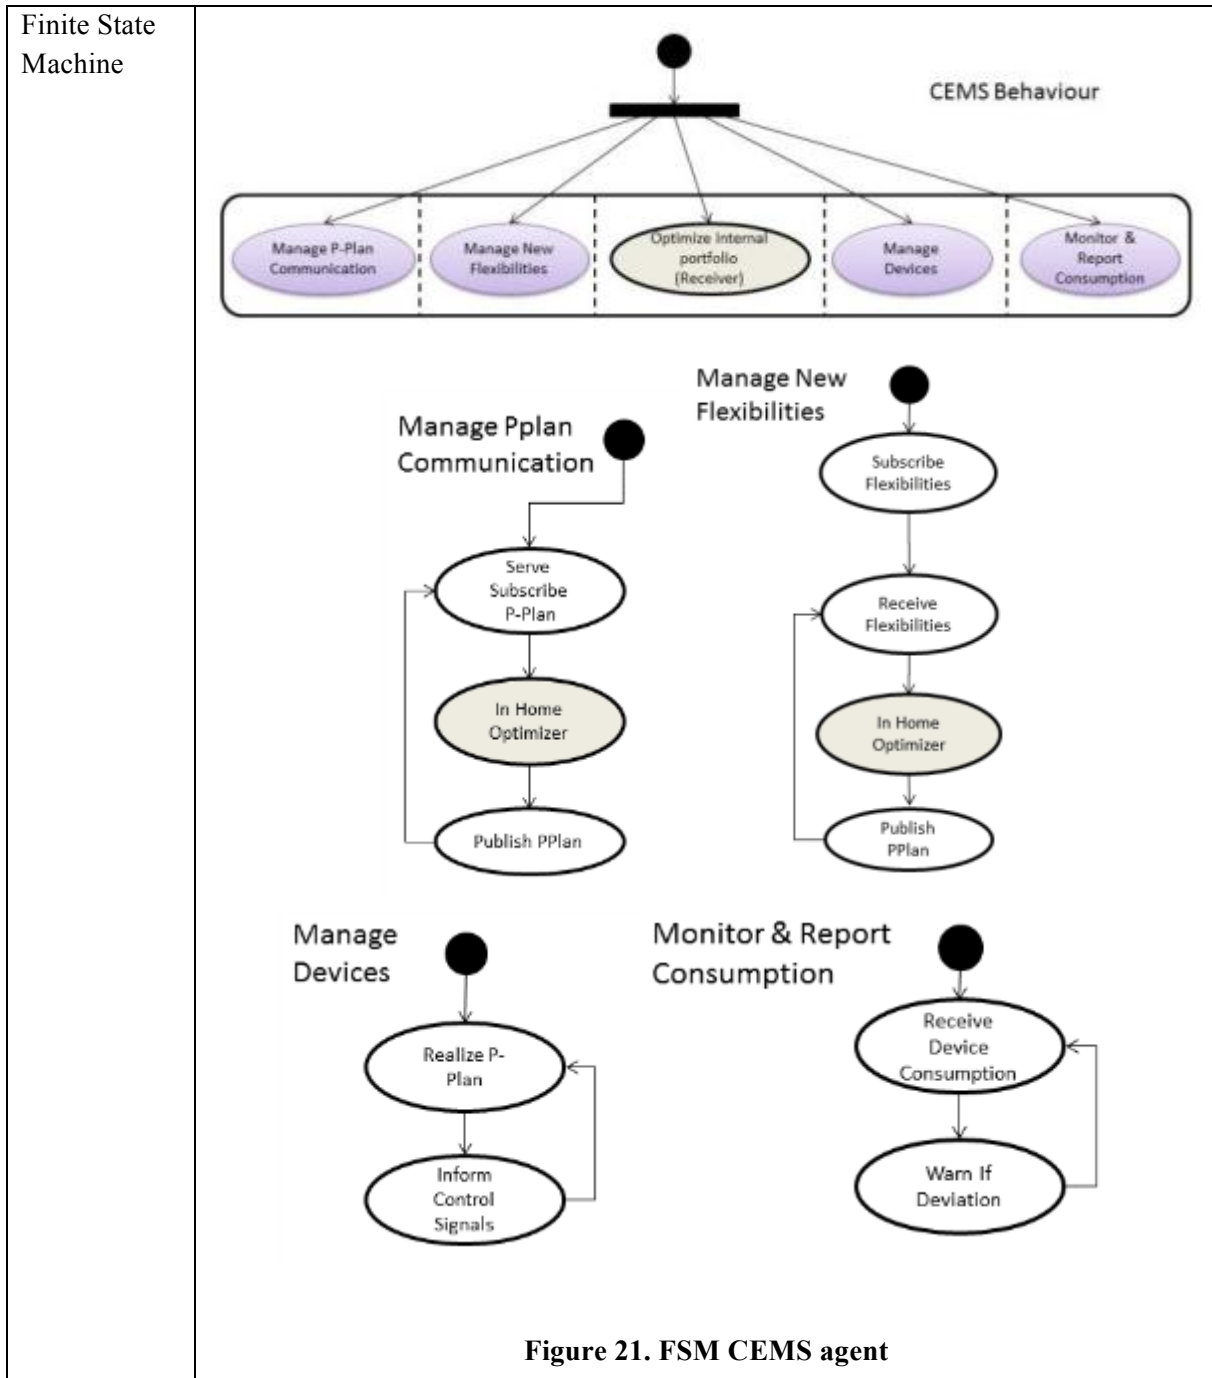 Finite State
Machine
CEMS Behaviour
Manage P-Plan
Communication
Manage New
Flexibilities
Optimize internal
portfolio
(Receiver)
Manage
Devices
Monitor &
Report
Consumption
Manage New
Flexibilities
Manage Pplan
Communication
Subscribe
Flexibilities
Serve
Subscribe
P-Plan
Receive
Flexibilities
In Home
Optimizer
In Home
Optimizer
Publish PPlan
Publish
PPlan
Manage
Devices
Monitor & Report
Consumption
Realize P-
Plan
Receive
Device
Consumption
Inform
Control
Signals
Warn If
Deviation
Figure 21. FSM CEMS agent